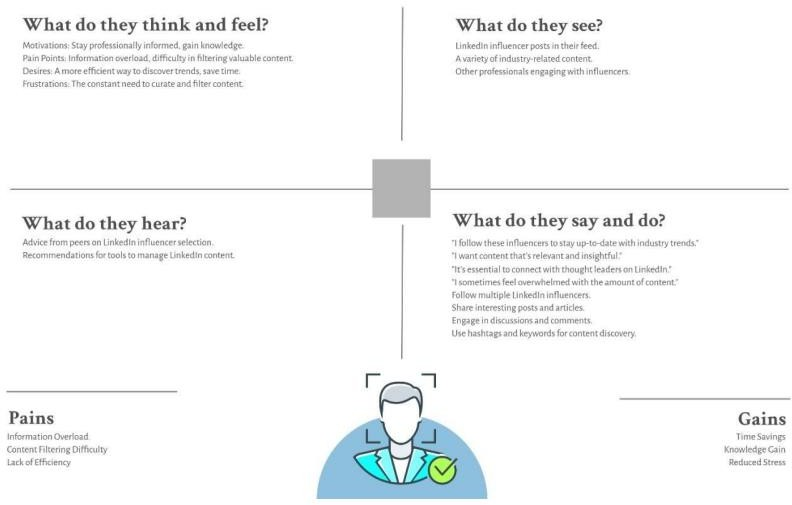 What do they think and feel?
Motivations: Stay professionally informed, gain knowledge.
Pain Points: Information overload, difficulty in filtering valuable content.
Desires: A more efficient way to discover trends, save time.
Frustrations: The constant need to curate and filter content.
What do they see?
LinkedIn influencer posts in their feed.
A variety of industry-related content.
Other professionals engaging with influencers.
What do they hear?
Advice from peers on LinkedIn influencer selection.
Recommendations for tools to manage LinkedIn content.
What do they say and do?
"I follow these influencers to stay up-to-date with industry trends."
"I want content that's relevant and insightful."
"It's essential to connect with thought leaders on LinkedIn."
"I sometimes feel overwhelmed with the amount of content."
Follow multiple LinkedIn influencers.
Share interesting posts and articles.
Engage in discussions and comments.
Use hashtags and keywords for content discovery.
Pains
Information Overload.
Content Filtering Difficulty
Lack of Efficiency
Gains
Time Savings
Knowledge Gain
Reduced Stress